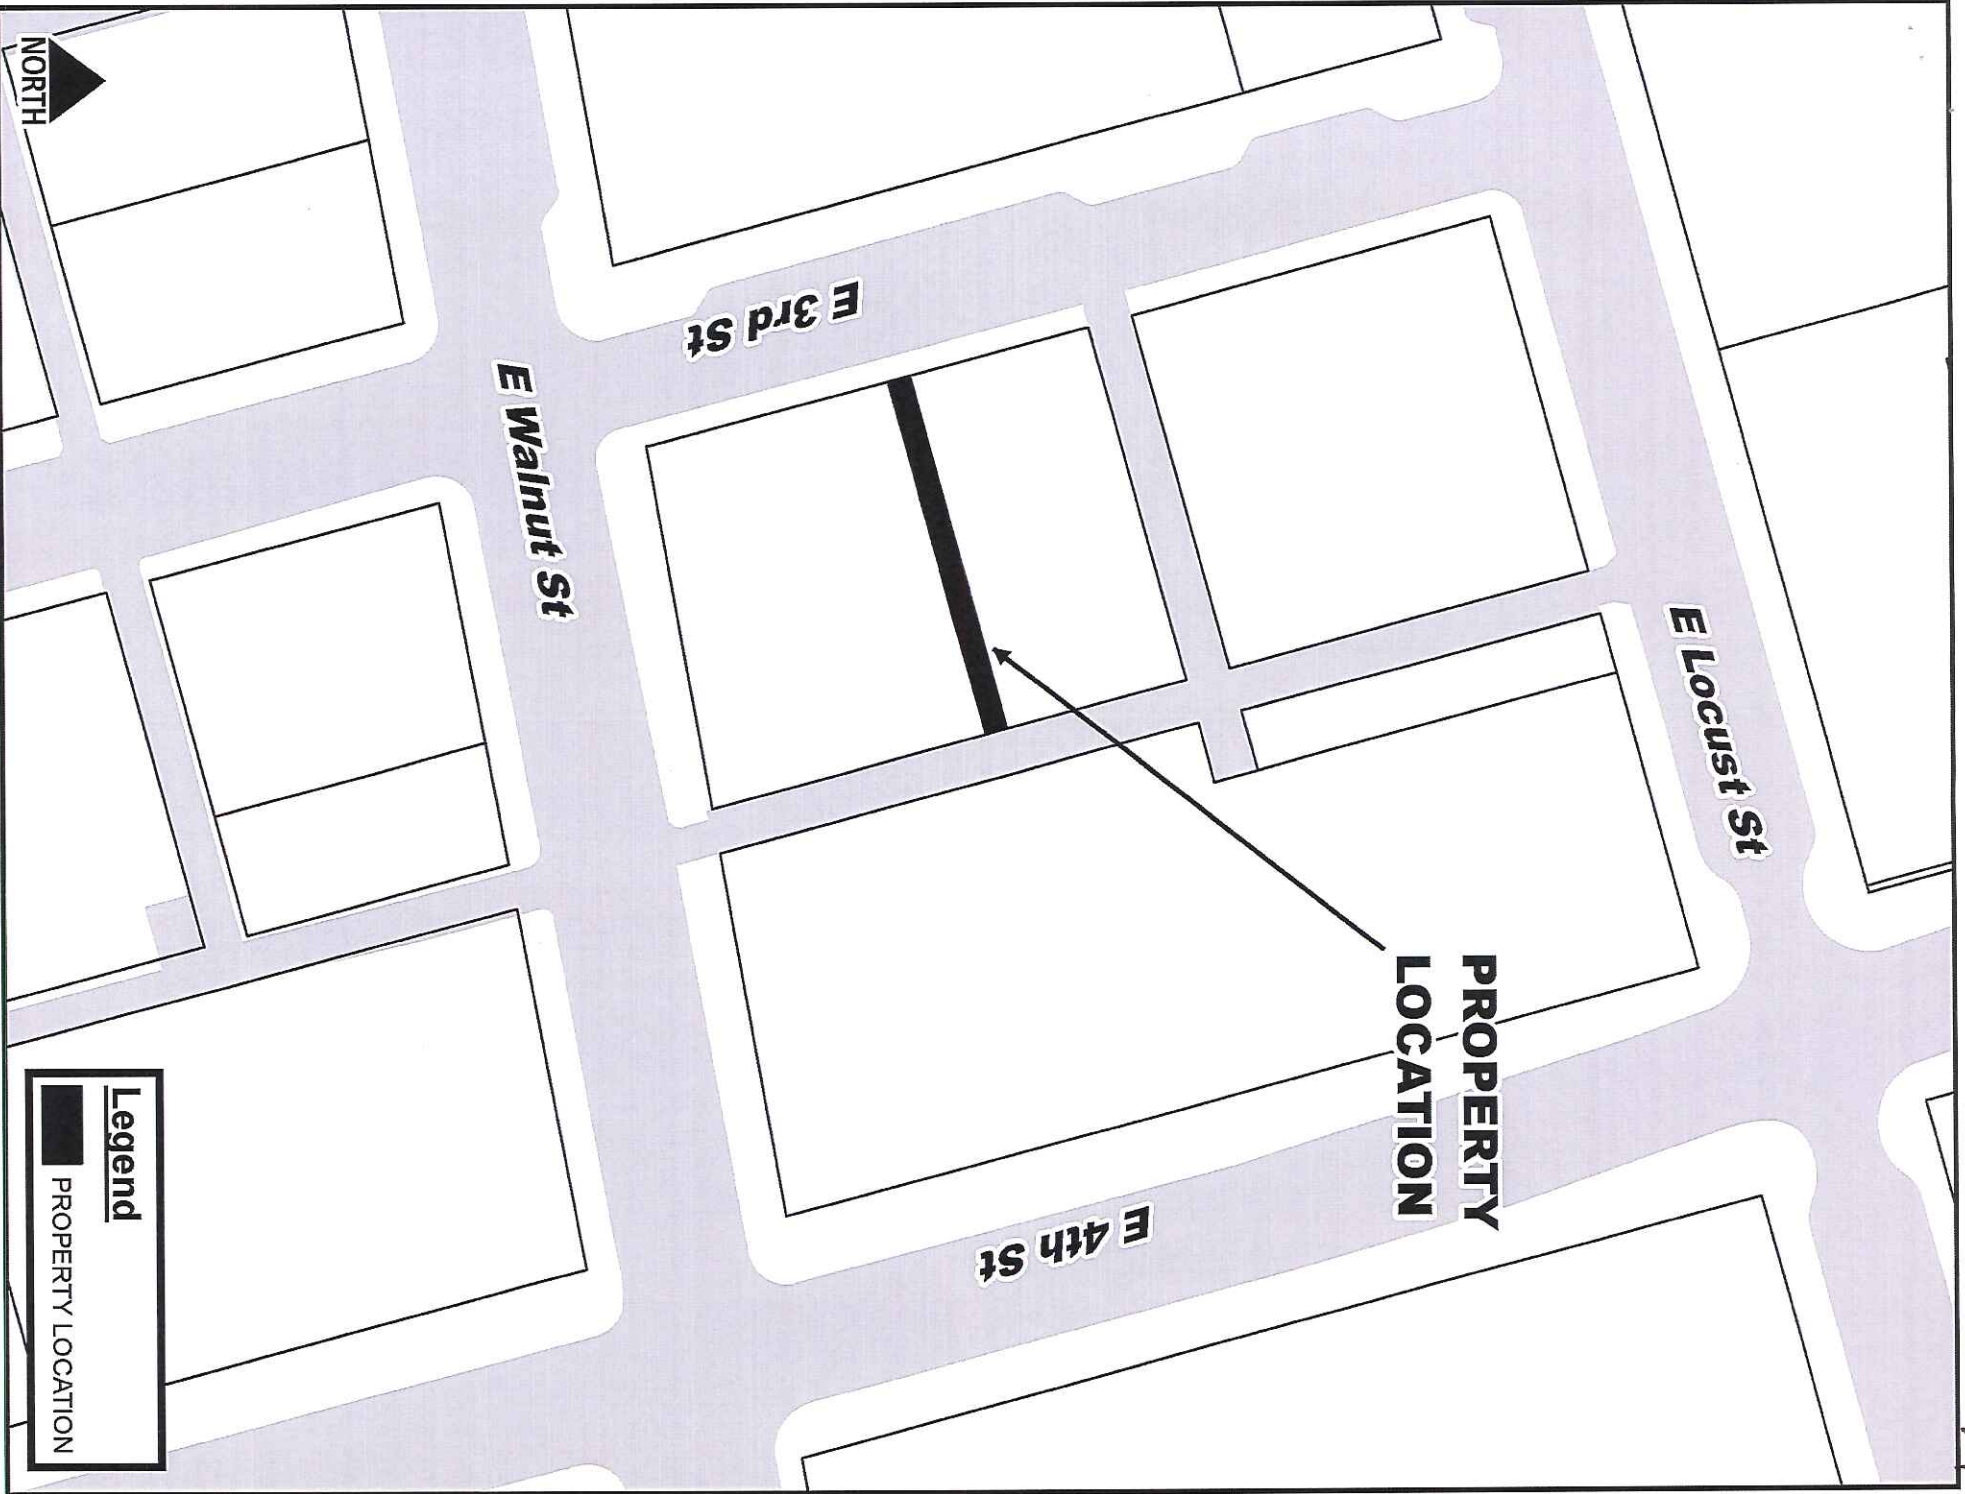 PROPERTY
LOCATION
E Locust St
E 3rd St
E Walnut St
E 4th St
NORTH
Legend
PROPERTY LOCATION